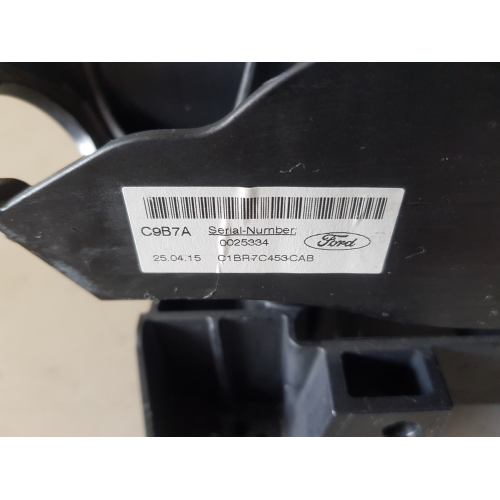 C9B7A Serial-Number:
0025334
Ford
25.04.15 C1BR-7C453-CAB